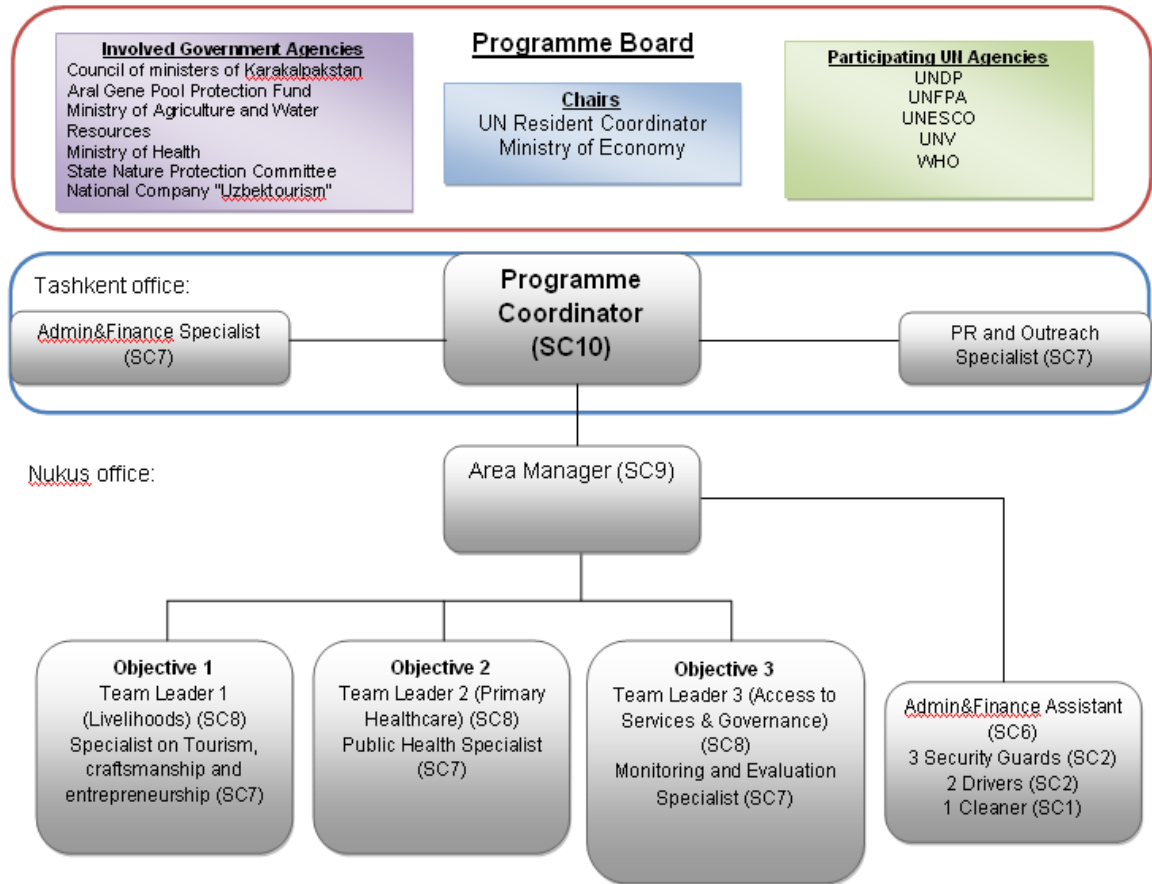 Programme Board
Involved Government Agencies
Council of ministers of Karakalpakstan
Aral Gene Pool Protection Fund
Ministry of Agriculture and Water
Resources
Ministry of Health
State Nature Protection Committee
National Company "Uzbektourism"
Chairs
UN Resident Coordinator
Ministry of Economy
Participating UN Agencies
UNDP
UNFPA
UNESCO
UNV
WHO
Tashkent office:
Admin&Finance Specialist
(SC7)
Programme
Coordinator
(SC10)
PR and Outreach
Specialist (SC7)
Nukus office:
Area Manager (SC9)
Objective 1
Team Leader 1
(Livelihoods) (SC8)
Specialist on Tourism,
craftsmanship and
entrepreneurship (SC7)
Objective 2
Team Leader 2 (Primary
Healthcare) (SC8)
Public Health Specialist
(SC7)
Objective 3
Team Leader 3 (Access to
Services & Governance)
(SC8)
Monitoring and Evaluation
Specialist (SC7)
Admin&Finance Assistant
(SC6)
3 Security Guards (SC2)
2 Drivers (SC2)
1 Cleaner (SC1)